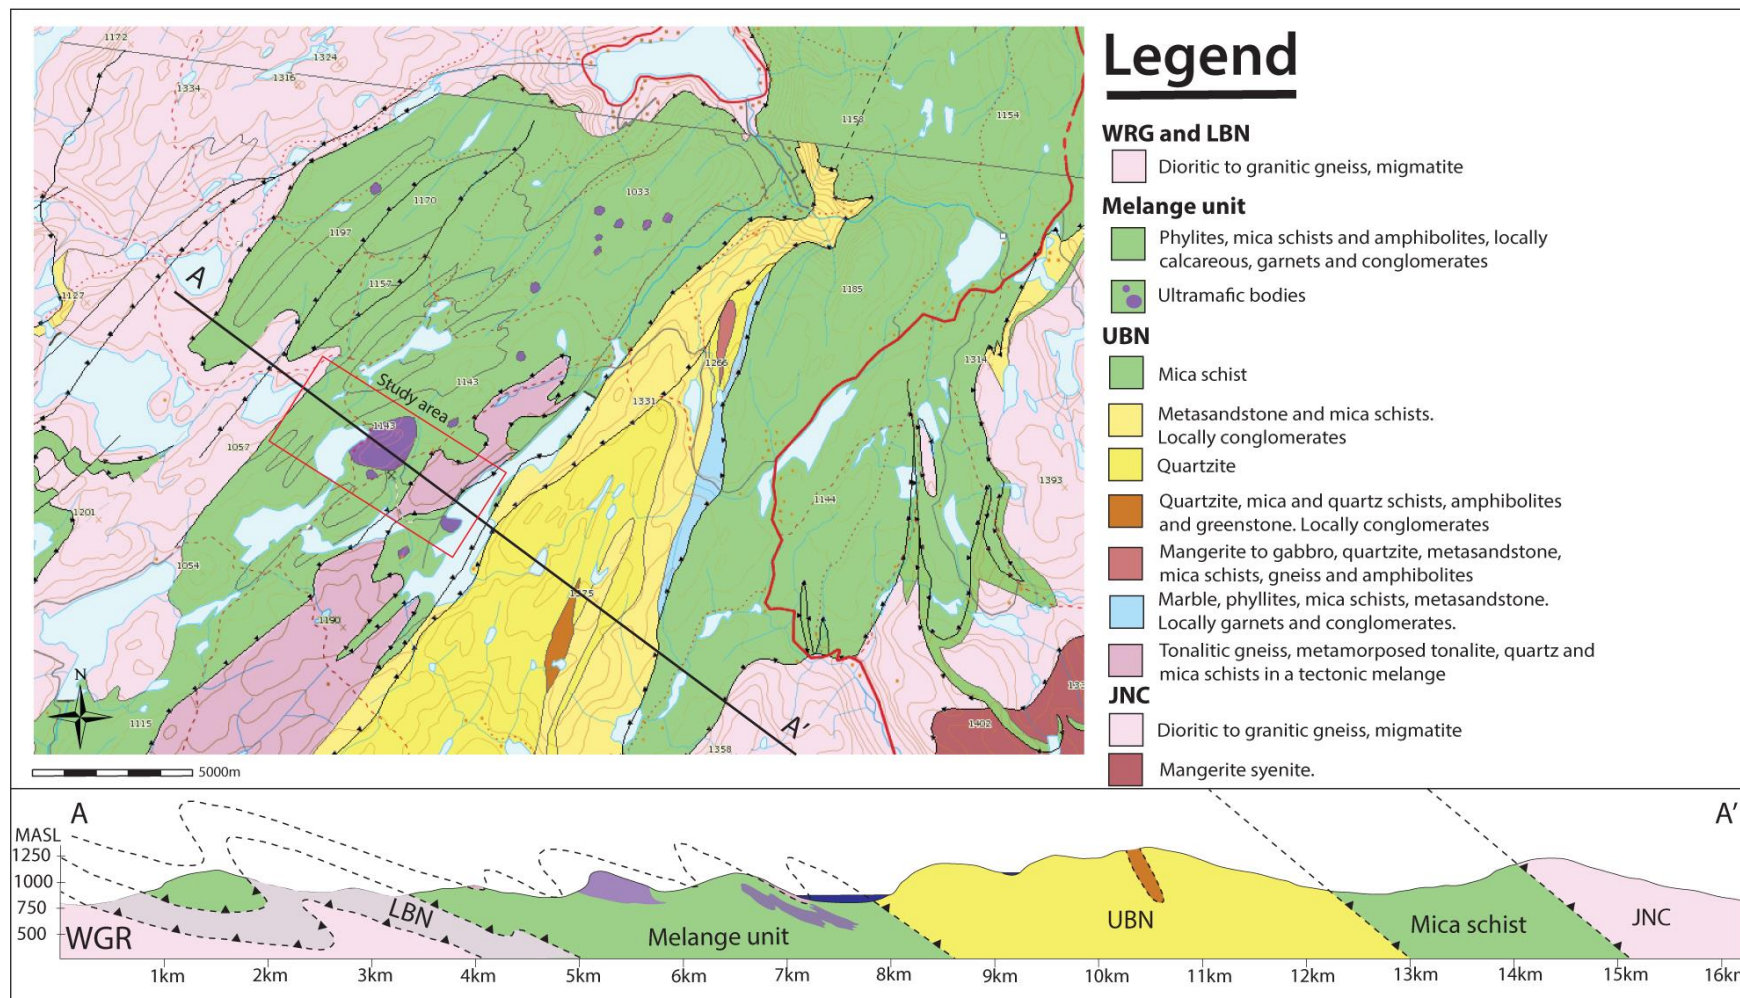 Legend
WRG and LBN
Dioritic to granitic gneiss, migmatite
Melange unit
Phylites, mica schists and amphibolites, locally
calcareous, garnets and conglomerates
Ultramafic bodies
UBN
Mica schist
Metasandstone and mica schists.
Locally conglomerates
Quartzite
Quartzite, mica and quartz schists, amphibolites
and greenstone. Locally conglomerates
Mangerite to gabbro, quartzite, metasandstone,
mica schists, gneiss and amphibolites
Marble, phyllites, mica schists, metasandstone.
Locally garnets and conglomerates.
Tonalitic gneiss, metamorposed tonalite, quartz and
mica schists in a tectonic melange
JNC
Dioritic to granitic gneiss, migmatite
Mangerite syenite.
1172
1324
1316
1334
1153
1154
1170
1033
1197
A
1157
1127
1185
1314
1266
1143
Study area
1331
1143
1057
1393
1144
1201
1054
1375
1190
N
1115
A'
1358
1402
5000m
A
A'
MASL
1250
1000
750
500
WGR
LBN
Melange unit
UBN
Mica schist
JNC
1km
2km
3km
4km
5km
6km
7km
8km
9km
10km
11km
12km
13km
14km
15km